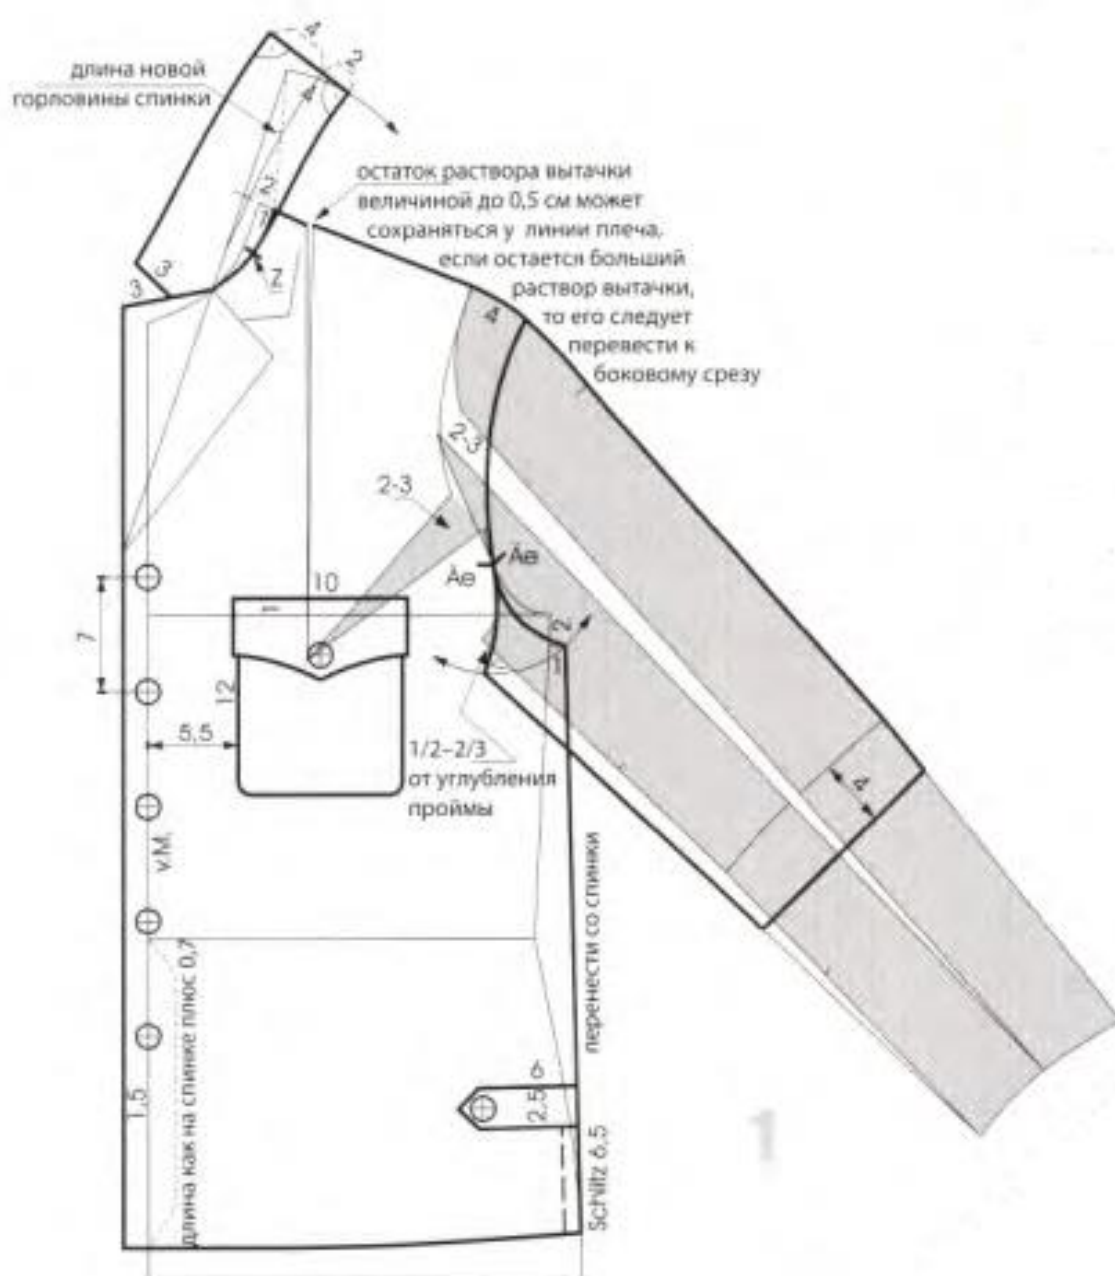 4
2
длина новой
горловины спинки
4
2
остаток раствора вытачки
величиной до 0,5 см может
сохраняться у линии плеча,
если остается больший
раствор вытачки,
то его следует
перевести к
боковому срезу
3
3
Z
4
2-3
2-3
Äe
Äe
10
1
2
7
12
5,5
1/2–2/3
от углубления
проймы
4
v.M.
перенести со спинки
длина как на спинке плюс 0,7
6
2,5
1,5
Schlitz 6,5
1